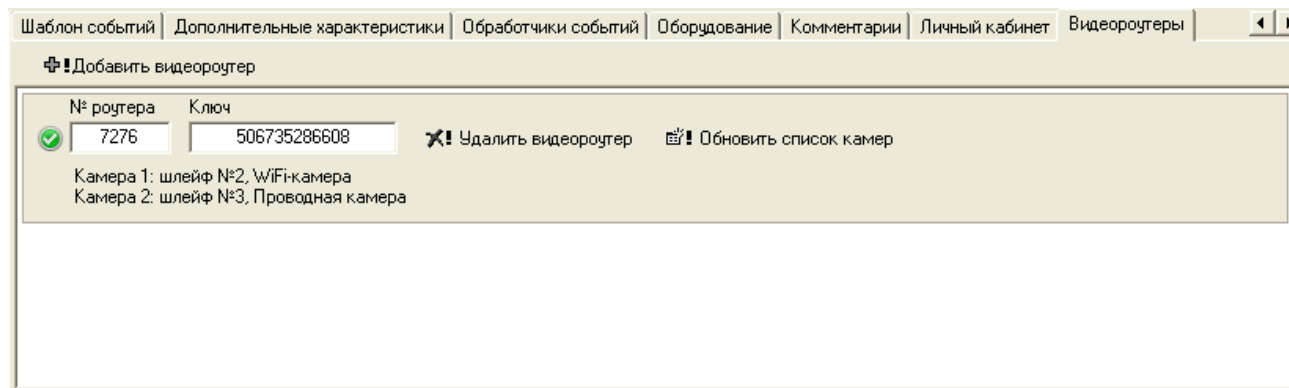 Шаблон событий Дополнительные характеристики Обработчики событий Оборудование Комментарии Личный кабинет Видеороутеры
!Добавить видеороутер
№ роутера Ключ
7276 506735286608 ! Удалить видеороутер ! Обновить список камер
Камера 1: шлейф №2, WiFi-камера
Камера 2: шлейф №3, Проводная камера